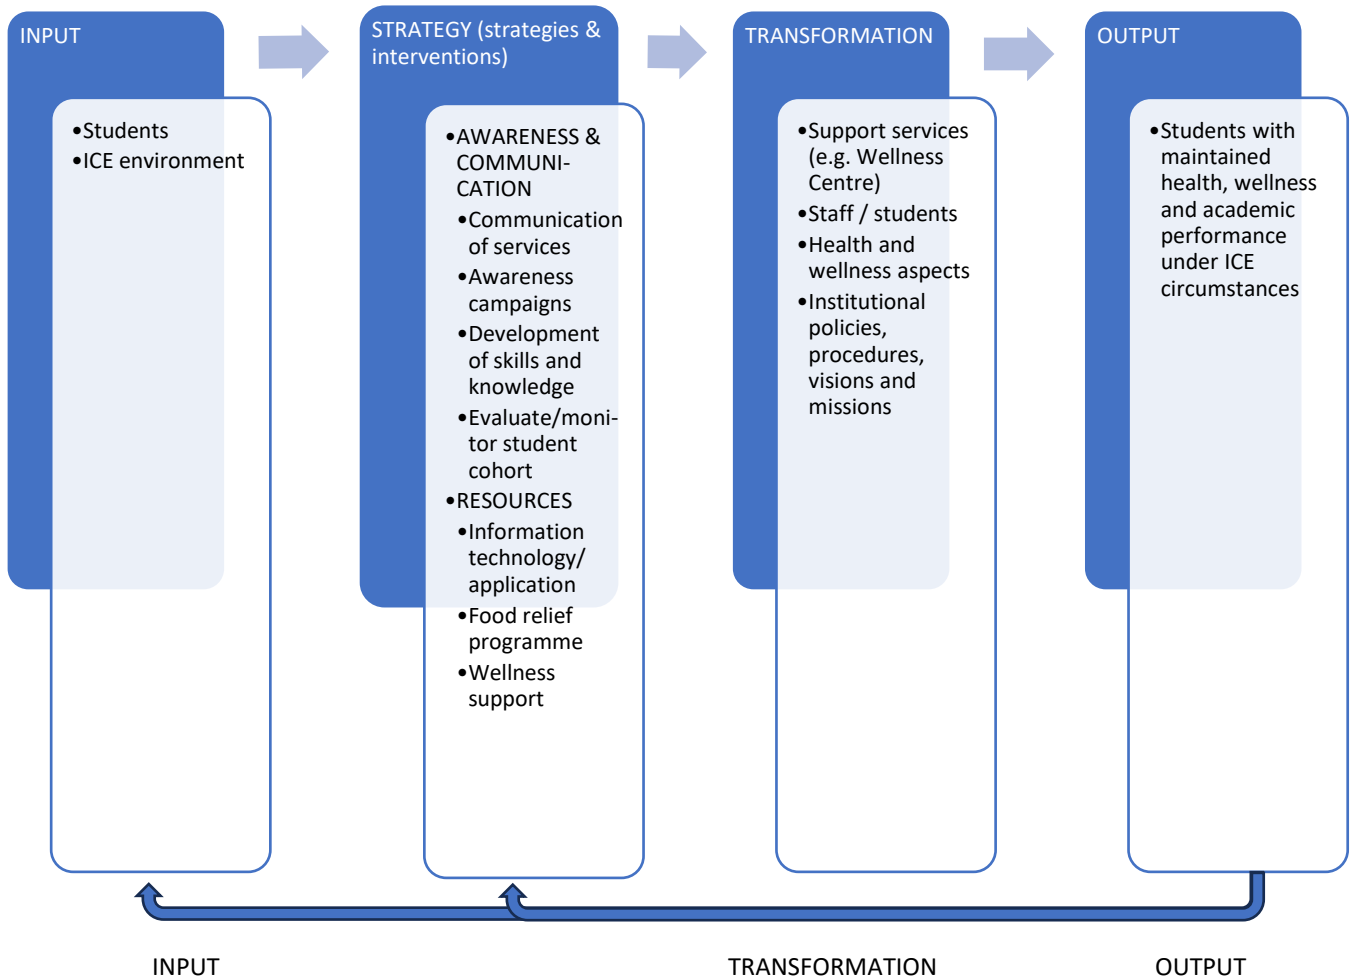 INPUT
•Students
•ICE environment
STRATEGY (strategies &
interventions)
•AWARENESS &
COMMUNI-
CATION
•Communication
of services
•Awareness
campaigns
•Development
of skills and
knowledge
•Evaluate/moni-
tor student
cohort
•RESOURCES
•Information
technology/
application
•Food relief
programme
•Wellness
support
TRANSFORMATION
•Support services
(e.g. Wellness
Centre)
•Staff / students
•Health and
wellness aspects
•Institutional
policies,
procedures,
visions and
missions
OUTPUT
•Students with
maintained
health, wellness
and academic
performance
under ICE
circumstances
INPUT
TRANSFORMATION
OUTPUT